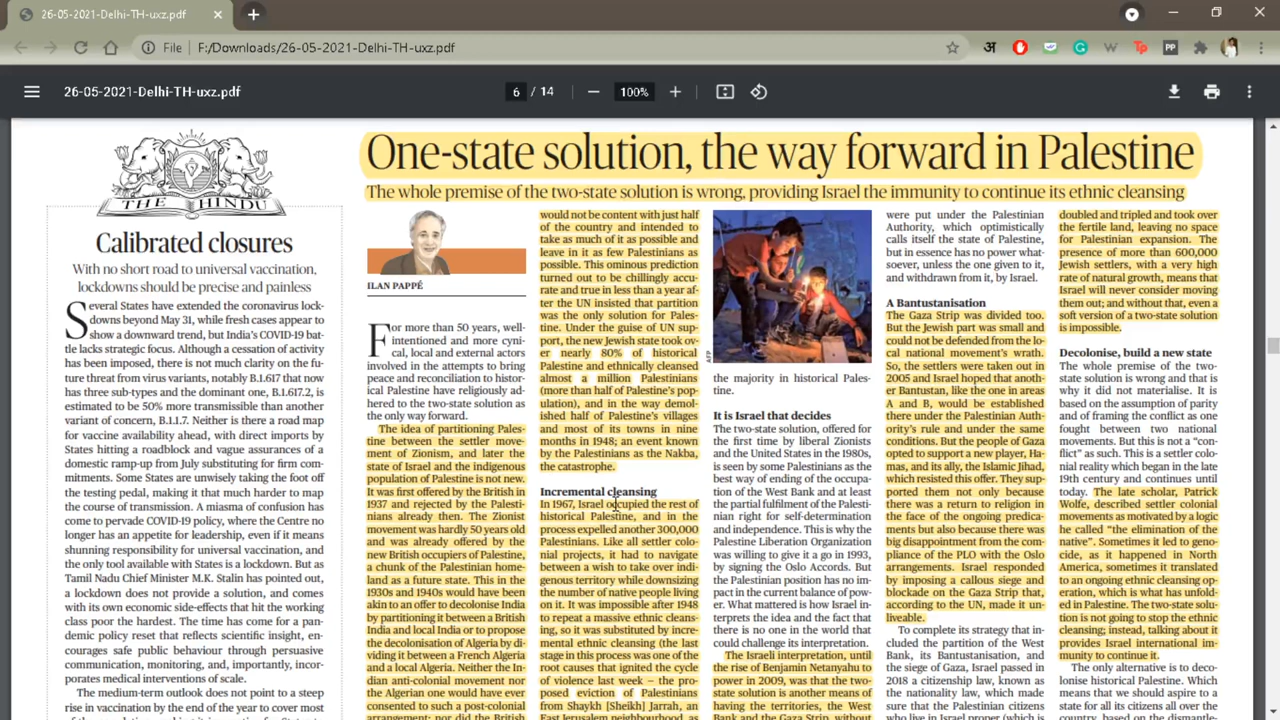 26-05-2021-Delhi-TH-uxz.pdf
File
F:/Downloads/26-05-2021-Delhi-TH-uxz.pdf
अ
W
Tp
PP
26-05-2021-Delhi-TH-uxz.pdf
6 / 14
100%
THE HINDU
Calibrated closures
With no short road to universal vaccination,
lockdowns should be precise and painless
Several States have extended the coronavirus lock-
downs beyond May 31, while fresh cases appear to
show a downward trend, but India's COVID-19 bat-
tle lacks strategic focus. Although a cessation of activity
has been imposed, there is not much clarity on the fu-
ture threat from virus variants, notably B.1.617 that now
has three sub-types and the dominant one, B.1.617.2, is
estimated to be 50% more transmissible than another
variant of concern, B.1.1.7. Neither is there a road map
for vaccine availability ahead, with direct imports by
States hitting a roadblock and vague assurances of a
domestic ramp-up from July substituting for firm com-
mitments. Some States are unwisely taking the foot off
the testing pedal, making it that much harder to map
the course of transmission. A miasma of confusion has
come to pervade COVID-19 policy, where the Centre no
longer has an appetite for leadership, even if it means
shunning responsibility for universal vaccination, and
the only tool available with States is a lockdown. But as
Tamil Nadu Chief Minister M.K. Stalin has pointed out,
a lockdown does not provide a solution, and comes
with its own economic side-effects that hit the working
class poor the hardest. The time has come for a pan-
demic policy reset that reflects scientific insight, en-
courages safe public behaviour through persuasive
communication, monitoring, and, importantly, incor-
porates medical interventions of scale.
The medium-term outlook does not point to a steep
rise in vaccination by the end of the year to cover most
One-state solution, the way forward in Palestine
The whole premise of the two-state solution is wrong, providing Israel the immunity to continue its ethnic cleansing
ILAN PAPPÉ
For more than 50 years, well-
intentioned and more cyni-
cal, local and external actors
involved in the attempts to bring
peace and reconciliation to histor-
ical Palestine have religiously ad-
hered to the two-state solution as
the only way forward.
The idea of partitioning Pales-
tine between the settler move-
ment of Zionism, and later the
state of Israel and the indigenous
population of Palestine is not new.
It was first offered by the British in
1937 and rejected by the Palesti-
nians already then. The Zionist
movement was hardly 50 years old
and was already offered by the
new British occupiers of Palestine,
a chunk of the Palestinian home-
land as a future state. This in the
1930s and 1940s would have been
akin to an offer to decolonise India
by partitioning it between a British
India and local India or to propose
the decolonisation of Algeria by di-
viding it between a French Algeria
and a local Algeria. Neither the In-
dian anti-colonial movement nor
the Algerian one would have ever
consented to such a post-colonial
arrangement; nor did the British
would not be content with just half
of the country and intended to
take as much of it as possible and
leave in it as few Palestinians as
possible. This ominous prediction
turned out to be chillingly accu-
rate and true in less than a year af-
ter the UN insisted that partition
was the only solution for Pales-
tine. Under the guise of UN sup-
port, the new Jewish state took ov-
er nearly 80% of historical
Palestine and ethnically cleansed
almost a million Palestinians
(more than half of Palestine's pop-
ulation), and in the way demol-
ished half of Palestine's villages
and most of its towns in nine
months in 1948; an event known
by the Palestinians as the Nakba,
the catastrophe.
Incremental cleansing
In 1967, Israel occupied the rest of
historical Palestine, and in the
process expelled another 300,000
Palestinians. Like all settler colo-
nial projects, it had to navigate
between a wish to take over indi-
genous territory while downsizing
the number of native people living
on it. It was impossible after 1948
to repeat a massive ethnic cleans-
ing, so it was substituted by incre-
mental ethnic cleansing (the last
stage in this process was one of the
root causes that ignited the cycle
of violence last week – the pro-
posed eviction of Palestinians
from Shaykh [Sheikh] Jarrah, an
East Jerusalem neighbourhood, as
AFP
the majority in historical Pales-
tine.
It is Israel that decides
The two-state solution, offered for
the first time by liberal Zionists
and the United States in the 1980s,
is seen by some Palestinians as the
best way of ending of the occupa-
tion of the West Bank and at least
the partial fulfilment of the Palesti-
nian right for self-determination
and independence. This is why the
Palestine Liberation Organization
was willing to give it a go in 1993,
by signing the Oslo Accords. But
the Palestinian position has no im-
pact in the current balance of pow-
er. What mattered is how Israel in-
terprets the idea and the fact that
there is no one in the world that
could challenge its interpretation.
The Israeli interpretation, until
the rise of Benjamin Netanyahu to
power in 2009, was that the two-
state solution is another means of
having the territories, the West
Bank and the Gaza Strip, without
were put under the Palestinian
Authority, which optimistically
calls itself the state of Palestine,
but in essence has no power what-
soever, unless the one given to it,
and withdrawn from it, by Israel.
A Bantustanisation
The Gaza Strip was divided too.
But the Jewish part was small and
could not be defended from the lo-
cal national movement's wrath.
So, the settlers were taken out in
2005 and Israel hoped that anoth-
er Bantustan, like the one in areas
A and B, would be established
there under the Palestinian Auth-
ority's rule and under the same
conditions. But the people of Gaza
opted to support a new player, Ha-
mas, and its ally, the Islamic Jihad,
which resisted this offer. They sup-
ported them not only because
there was a return to religion in
the face of the ongoing predica-
ments but also because there was
big disappointment from the com-
pliance of the PLO with the Oslo
arrangements. Israel responded
by imposing a callous siege and
blockade on the Gaza Strip that,
according to the UN, made it un-
liveable.
To complete its strategy that in-
cluded the partition of the West
Bank, its Bantustanisation, and
the siege of Gaza, Israel passed in
2018 a citizenship law, known as
the nationality law, which made
sure that the Palestinian citizens
who live in Israel proper (which is
doubled and tripled and took over
the fertile land, leaving no space
for Palestinian expansion. The
presence of more than 600,000
Jewish settlers, with a very high
rate of natural growth, means that
Israel will never consider moving
them out; and without that, even a
soft version of a two-state solution
is impossible.
Decolonise, build a new state
The whole premise of the two-
state solution is wrong and that is
why it did not materialise. It is
based on the assumption of parity
and of framing the conflict as one
fought between two national
movements. But this is not a “con-
flict” as such. This is a settler colo-
nial reality which began in the late
19th century and continues until
today. The late scholar, Patrick
Wolfe, described settler colonial
movements as motivated by a logic
he called “the elimination of the
native”. Sometimes it led to geno-
cide, as it happened in North
America, sometimes it translated
to an ongoing ethnic cleansing op-
eration, which is what has unfold-
ed in Palestine. The two-state solu-
tion is not going to stop the ethnic
cleansing; instead, talking about it
provides Israel international im-
munity to continue it.
The only alternative is to deco-
lonise historical Palestine. Which
means that we should aspire to a
state for all its citizens all over the